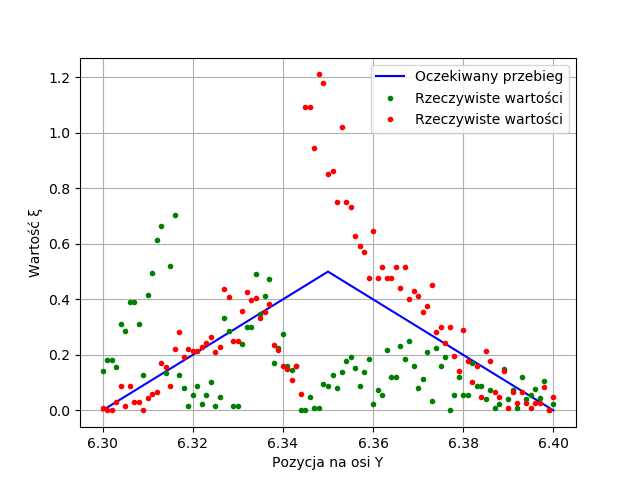 Oczekiwany przebieg
Rzeczywiste wartości
Rzeczywiste wartości
Wartość ξ
1.2
1.0
0.8
0.6
0.4
0.2
0.0
6.30 6.32 6.34 6.36 6.38 6.40
Pozycja na osi Y